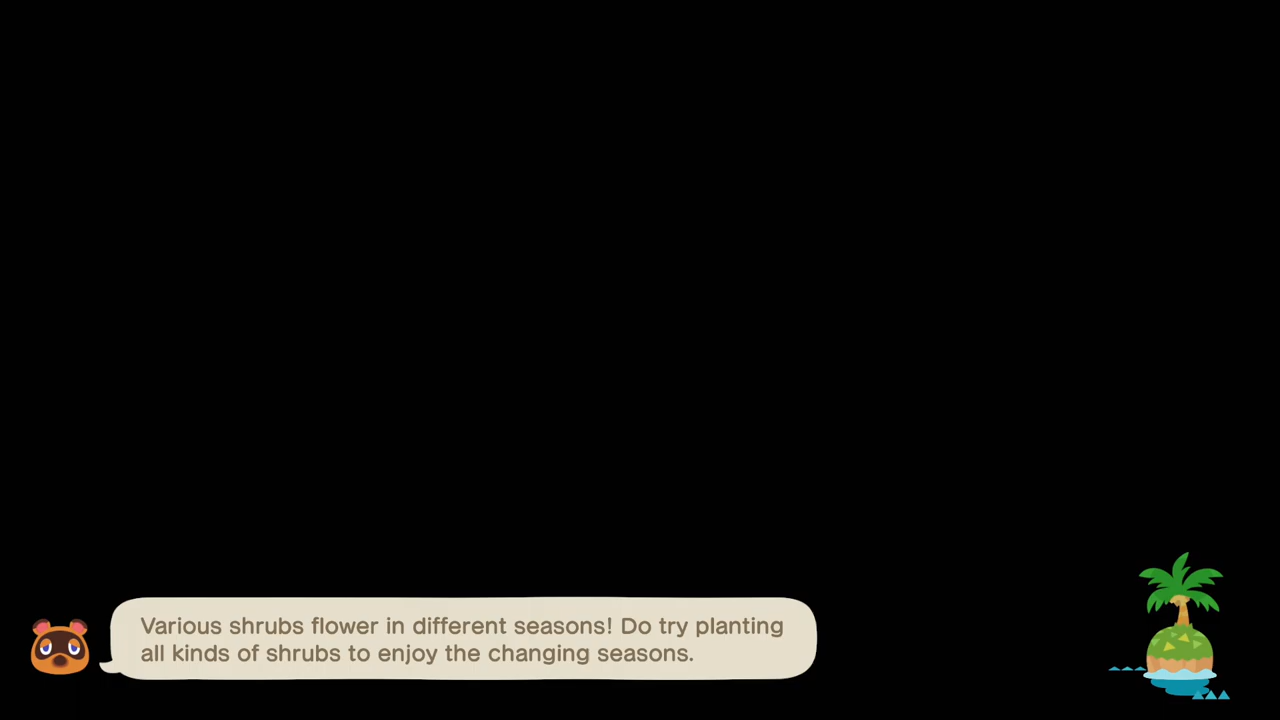 Various shrubs flower in different seasons! Do try planting
all kinds of shrubs to enjoy the changing seasons.